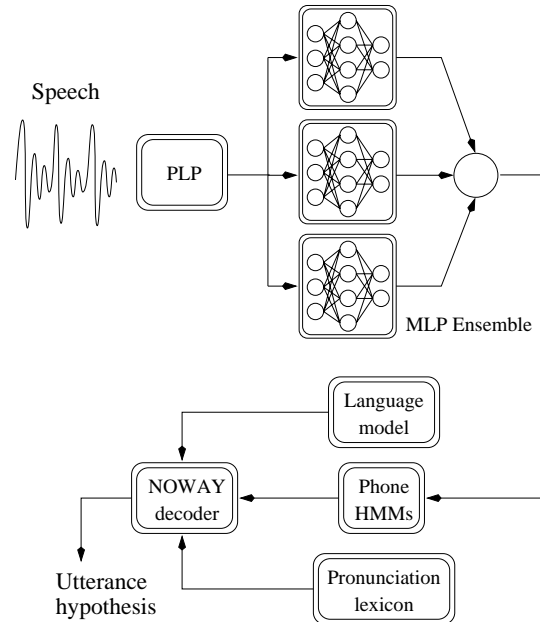 Speech
PLP
MLP Ensemble
Language
model
NOWAY
decoder
Phone
HMMs
Utterance
hypothesis
Pronunciation
lexicon